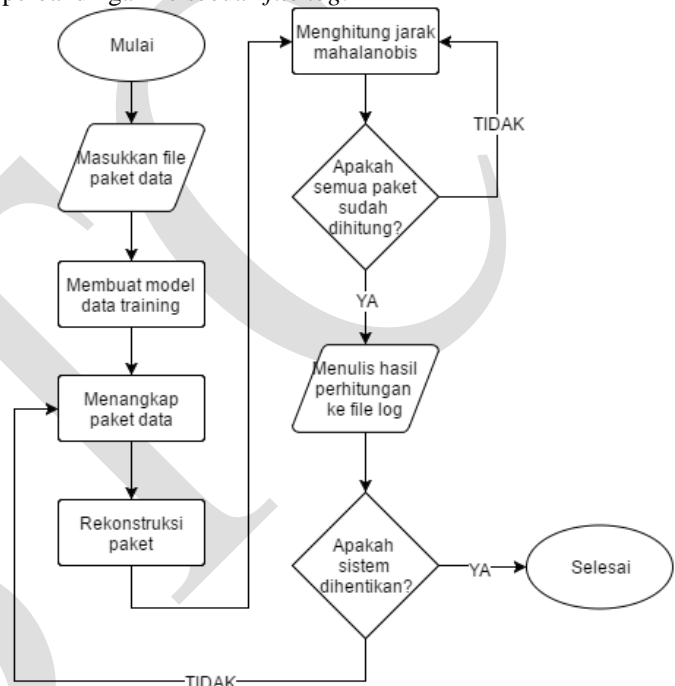 Mulai
Masukkan file
paket data
Membuat model
data training
Menangkap
paket data
Rekonstruksi
paket
Menghitung jarak
mahalanobis
TIDAK
Apakah
semua paket
sudah
dihitung?
YA
Menulis hasil
perhitungan
ke file log
Apakah
sistem
dihentikan?
YA
Selesai
TIDAK